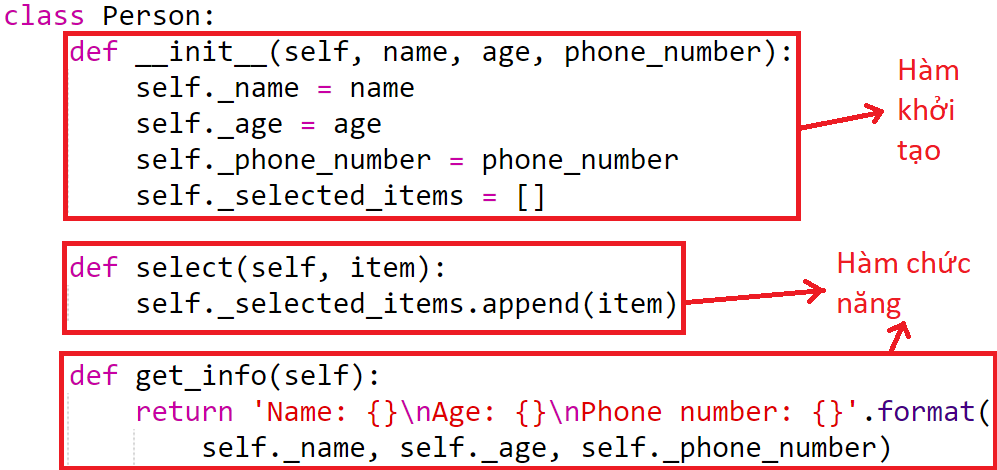 class Person:
def __init__(self, name, age, phone_number):
self._name = name
self._age = age
self._phone_number = phone_number
self._selected_items = []
Hàm
khởi
tạo
def select(self, item):
self._selected_items.append(item)
Hàm chức
năng
def get_info(self):
return 'Name: {}\nAge: {}\nPhone number: {}'.format(
self._name, self._age, self._phone_number)